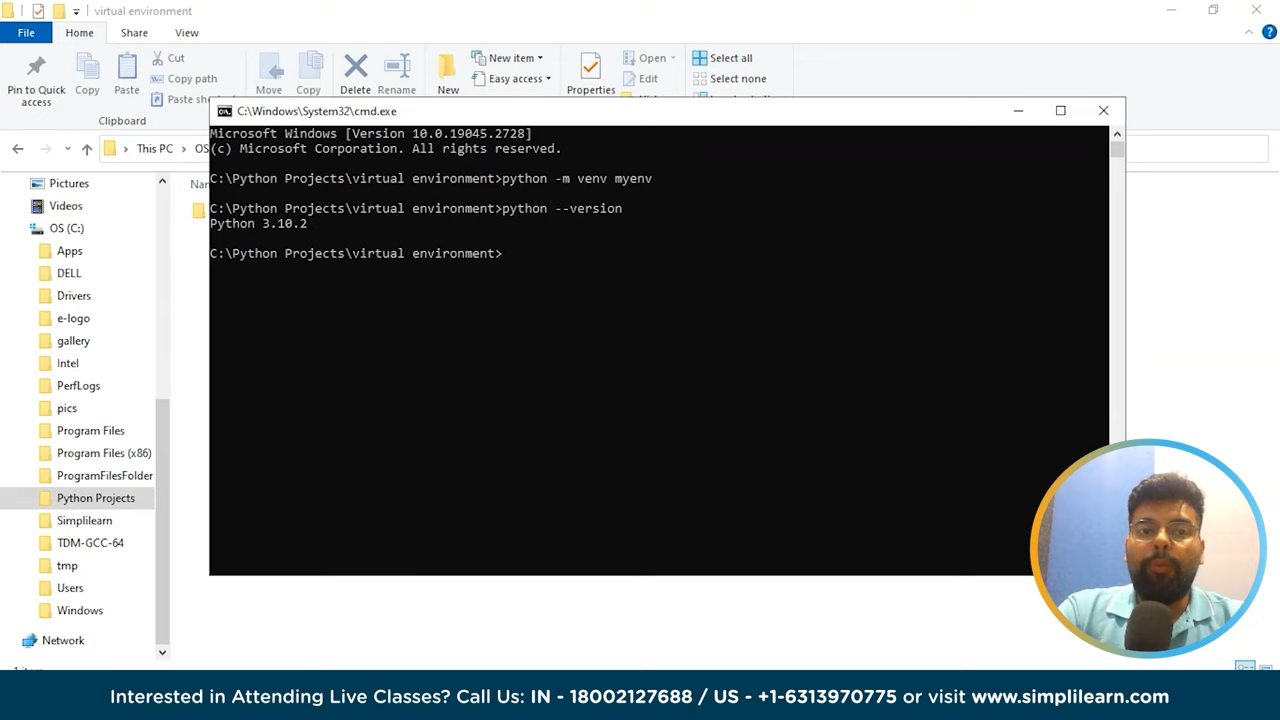 virtual environment
File
Home
Share
View
Pin to Quick access
Copy
Paste
Cut
Copy path
Paste
Clipboard
Move
Copy
Delete
Rename
New
New item
Easy access
Properties
Open
Edit
Select all
Select none
This PC
OS
C:\Windows\System32\cmd.exe
Microsoft Windows [Version 10.0.19045.2728]
(c) Microsoft Corporation. All rights reserved.
C:\Python Projects\virtual environment>python -m venv myenv
C:\Python Projects\virtual environment>python --version
Python 3.10.2
C:\Python Projects\virtual environment>
Pictures
Videos
OS (C:)
Apps
DELL
Drivers
e-logo
gallery
Intel
PerfLogs
pics
Program Files
Program Files (x86)
ProgramFilesFolder
Python Projects
Simplilearn
TDM-GCC-64
tmp
Users
Windows
Network
Interested in Attending Live Classes? Call Us: IN - 18002127688 / US - +1-6313970775 or visit www.simplilearn.com